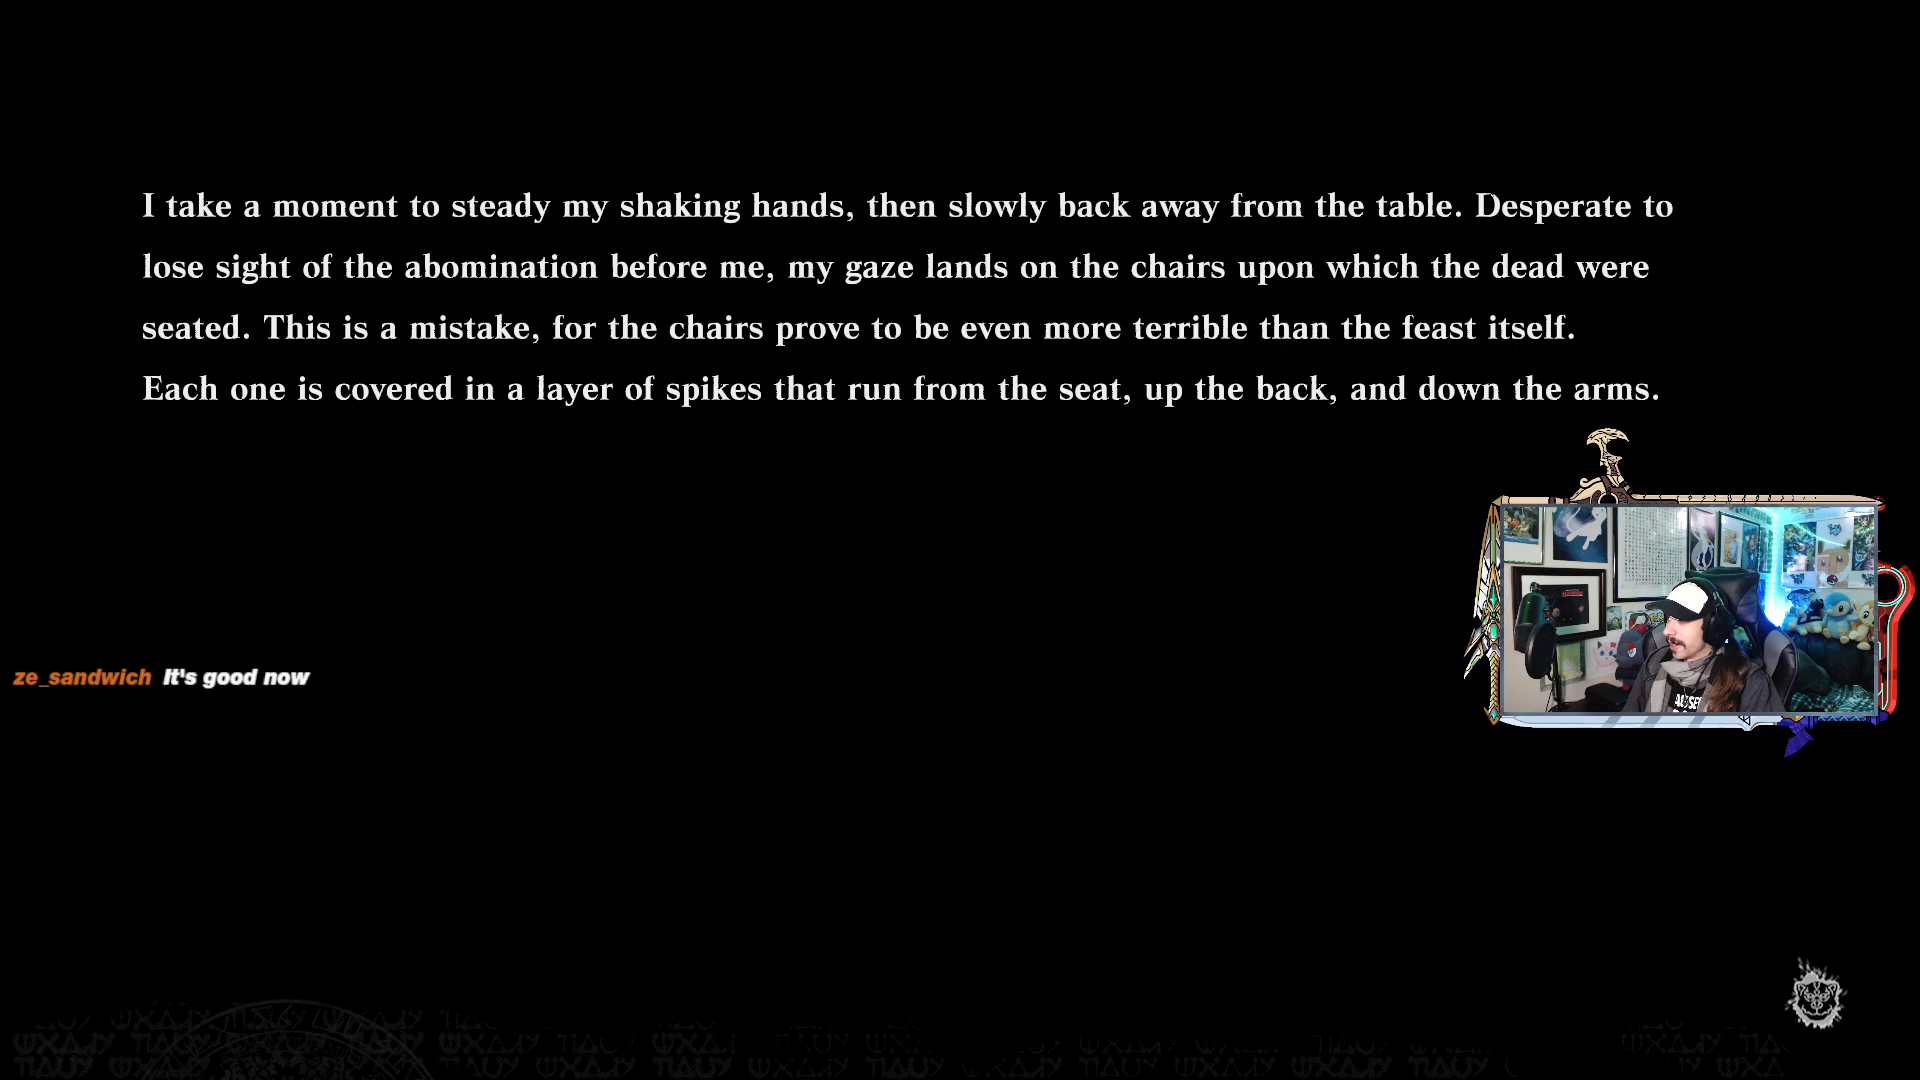 I take a moment to steady my shaking hands, then slowly back away from the table. Desperate to
lose sight of the abomination before me, my gaze lands on the chairs upon which the dead were
seated. This is a mistake, for the chairs prove to be even more terrible than the feast itself.
Each one is covered in a layer of spikes that run from the seat, up the back, and down the arms.
ze_sandwich It's good now